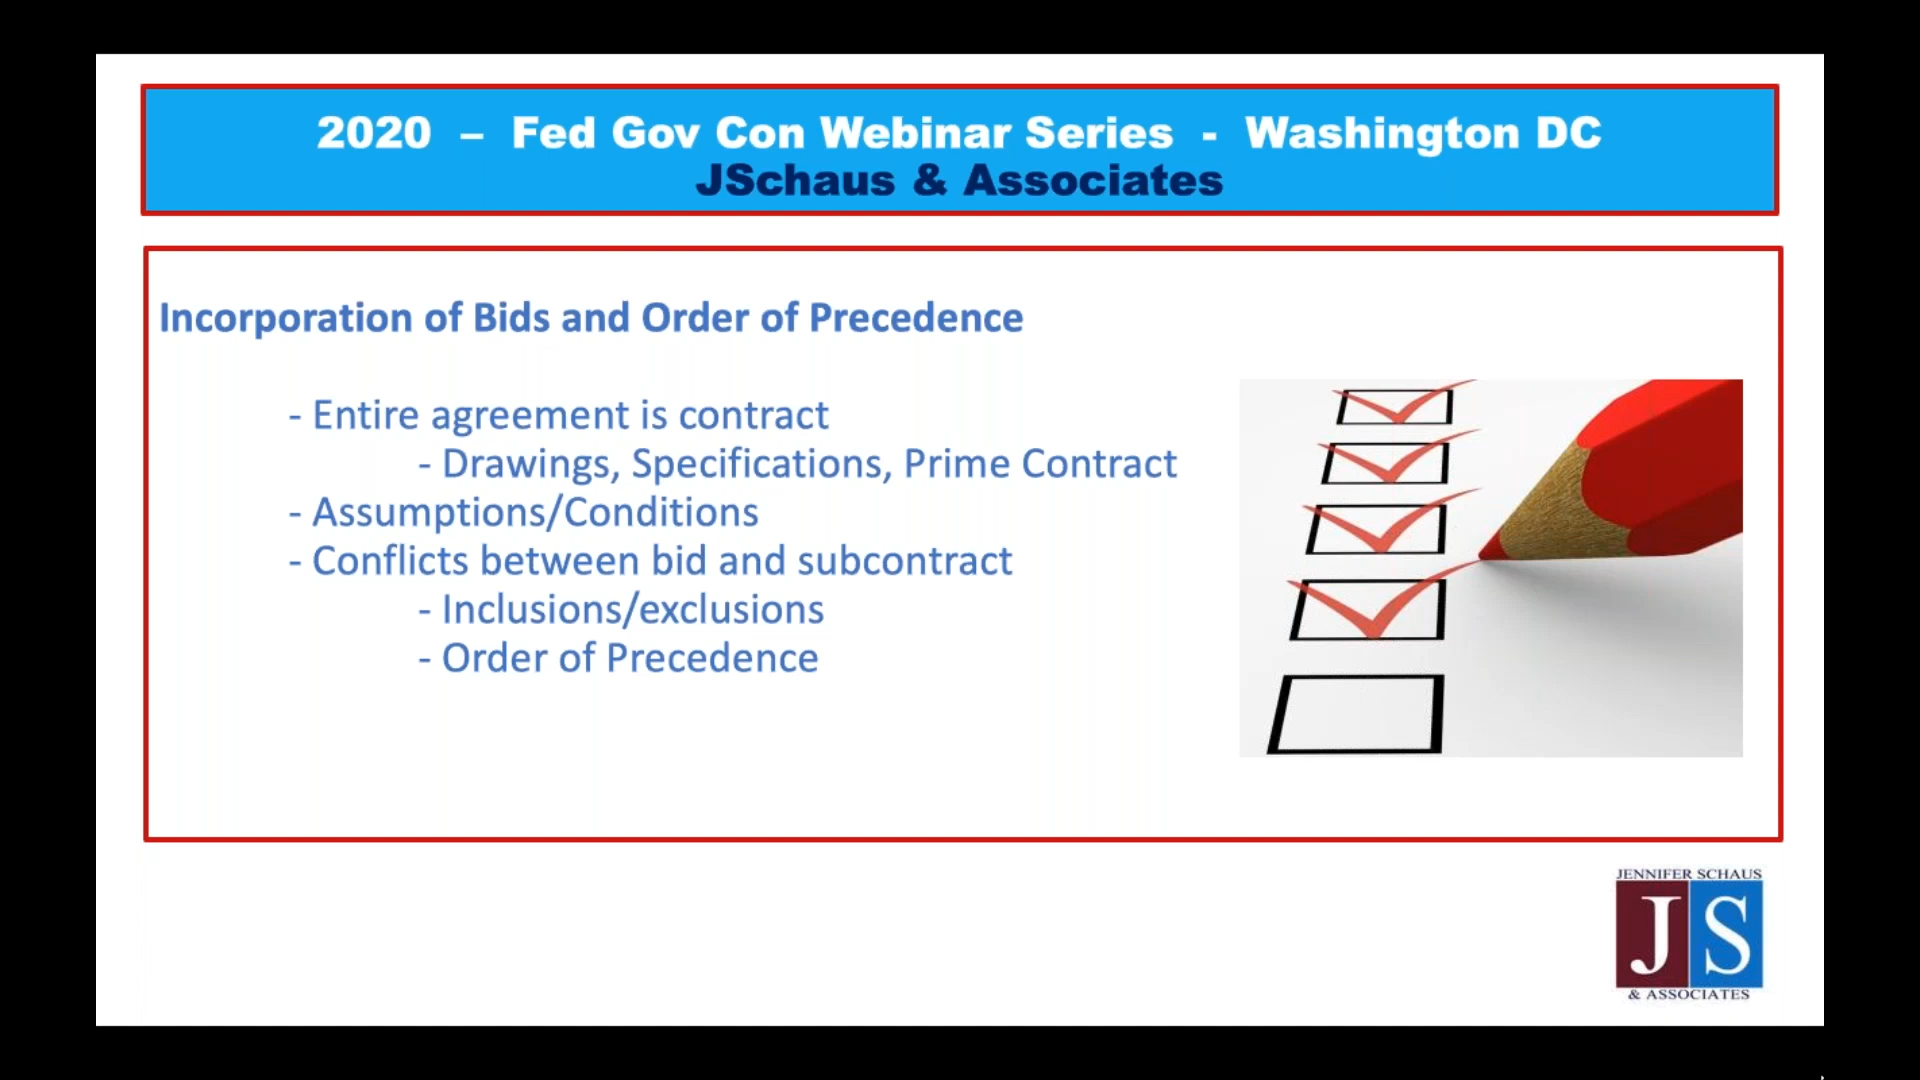 2020 – Fed Gov Con Webinar Series - Washington DC
JSchaus & Associates
Incorporation of Bids and Order of Precedence
- Entire agreement is contract
- Drawings, Specifications, Prime Contract
- Assumptions/Conditions
- Conflicts between bid and subcontract
- Inclusions/exclusions
- Order of Precedence
JENNIFER SCHAUS
JS
& ASSOCIATES